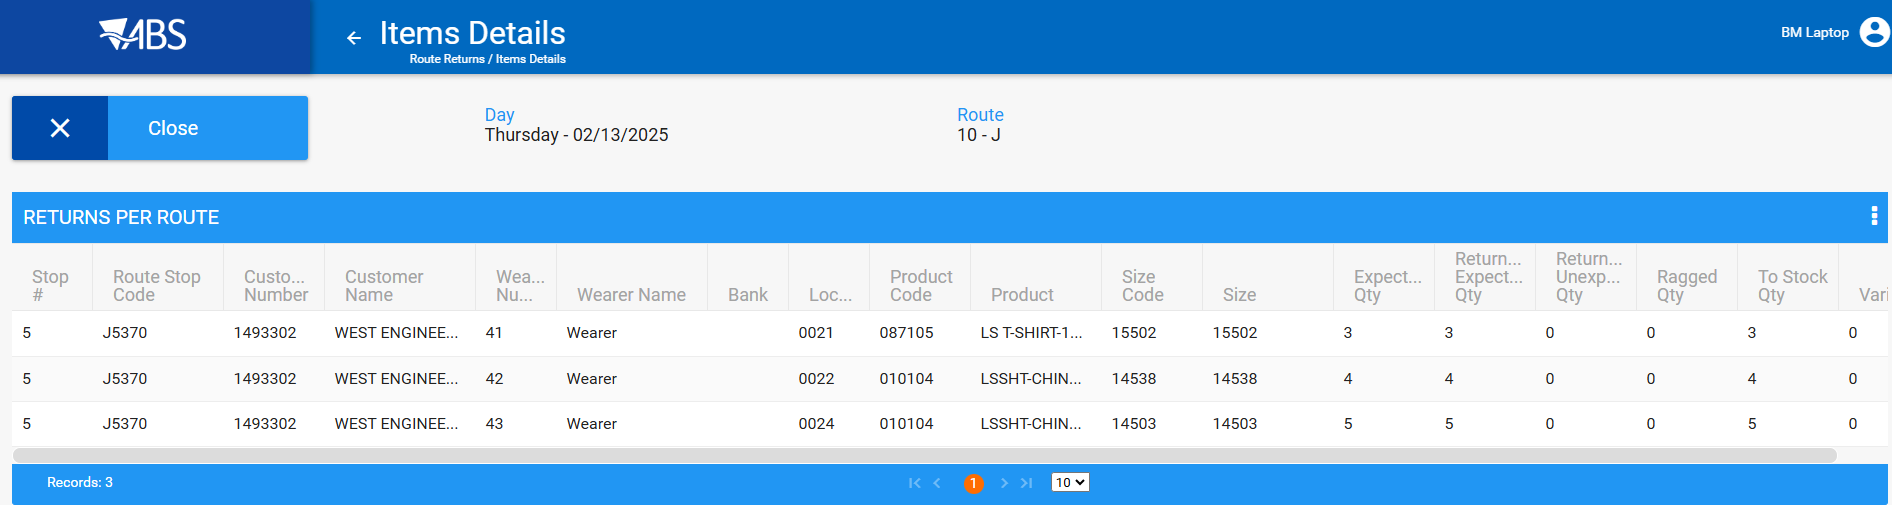 ABS
Items Details
Route Returns / Items Details
BM Laptop
Close
Day
Thursday - 02/13/2025
Route
10 - J
RETURNS PER ROUTE
Stop # Route Stop Code Custo... Number Customer Name Wea... Nu... Wearer Name Bank Loc... Product Code Product Size Code Size Expect... Qty Return... Expect... Qty Return... Unexp... Qty Ragged Qty To Stock Qty Vari
5 J5370 1493302 WEST ENGINEE... 41 Wearer 0021 087105 LS T-SHIRT-1... 15502 15502 3 3 0 0 3 0
5 J5370 1493302 WEST ENGINEE... 42 Wearer 0022 010104 LSSHT-CHIN... 14538 14538 4 4 0 0 4 0
5 J5370 1493302 WEST ENGINEE... 43 Wearer 0024 010104 LSSHT-CHIN... 14503 14503 5 5 0 0 5 0
Records: 3 1 10